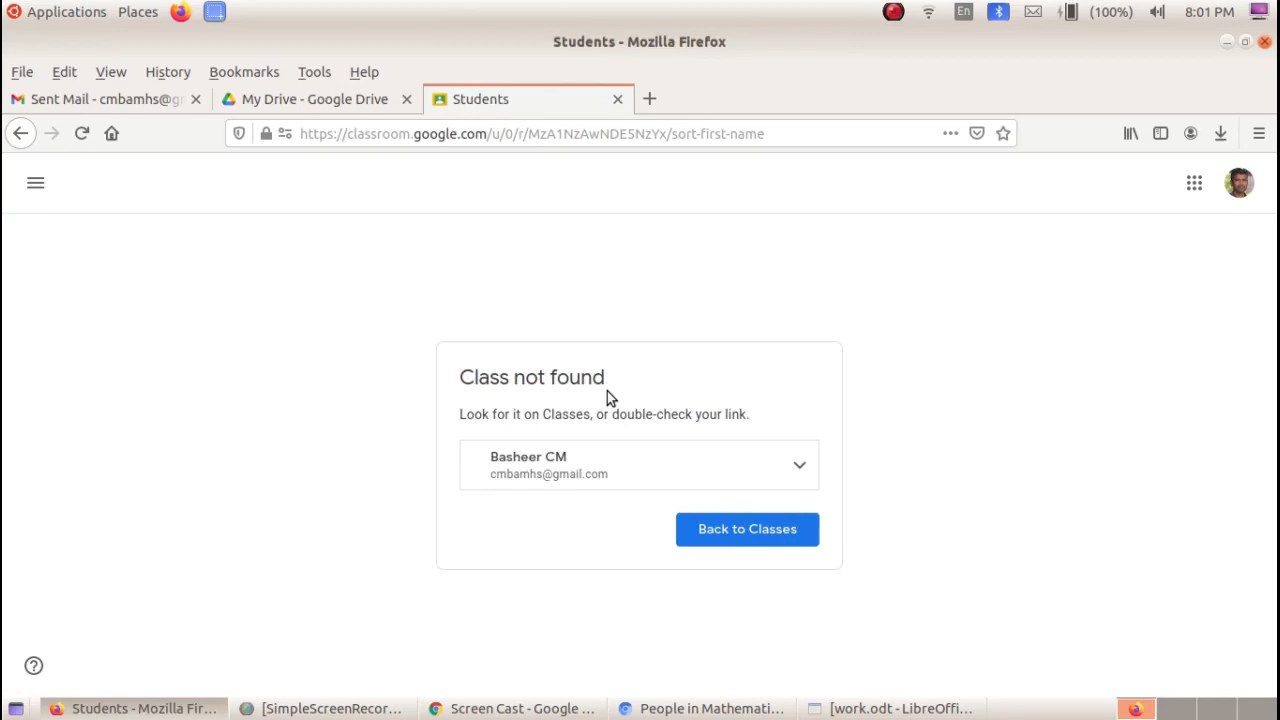 Applications Places En (100%) 8:01 PM
Students - Mozilla Firefox
File Edit View History Bookmarks Tools Help
Sent Mail - cmbamhs@gm My Drive - Google Drive Students
https://classroom.google.com/u/0/r/MzA1NzAwNDE5NzYx/sort-first-name
Class not found
Look for it on Classes, or double-check your link.
Basheer CM
cmbamhs@gmail.com
Back to Classes
Students - Mozilla Fir... [SimpleScreenRecor... Screen Cast - Google ... People in Mathemati... [work.odt - LibreOffi...